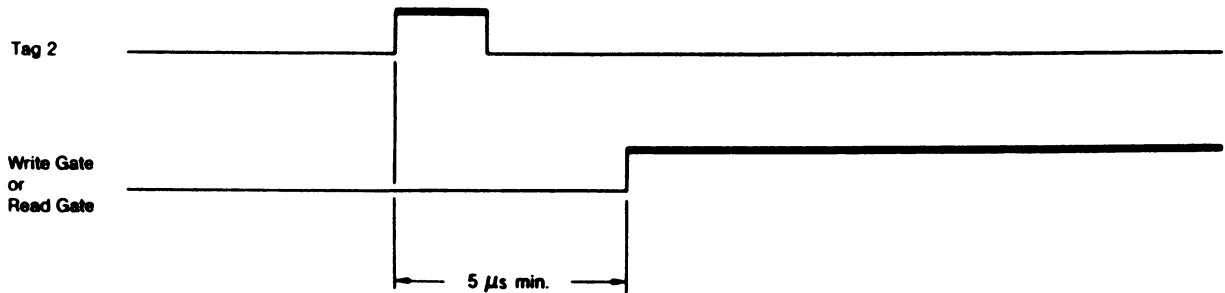 Tag 2
Write Gate
or
Read Gate
5 μs min.